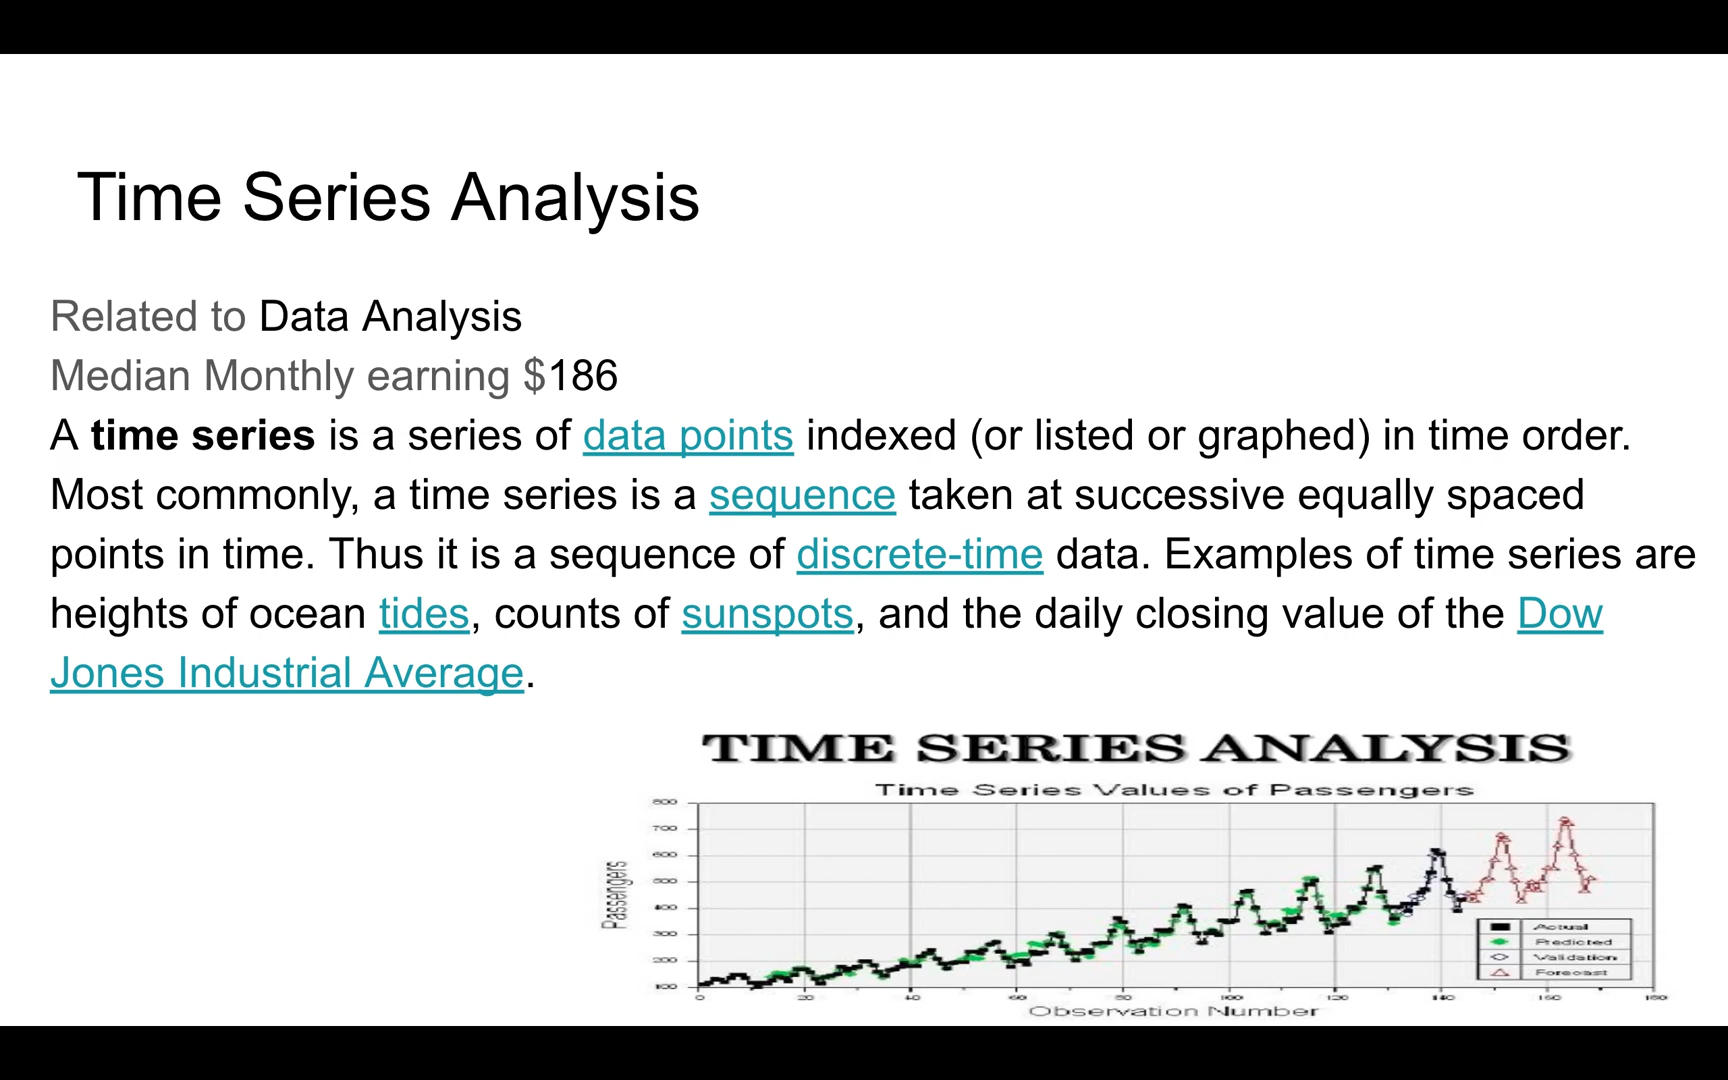 Time Series Analysis
Related to Data Analysis
Median Monthly earning $186
A time series is a series of data points indexed (or listed or graphed) in time order.
Most commonly, a time series is a sequence taken at successive equally spaced
points in time. Thus it is a sequence of discrete-time data. Examples of time series are
heights of ocean tides, counts of sunspots, and the daily closing value of the Dow
Jones Industrial Average.
TIME SERIES ANALYSIS
Time Series Values of Passengers
800
700
600
500
400
300
200
100
Passengers
Actual
Predicted
Validation
Forecast
0 20 40 60 80 100 120 140 160 180
Observation Number